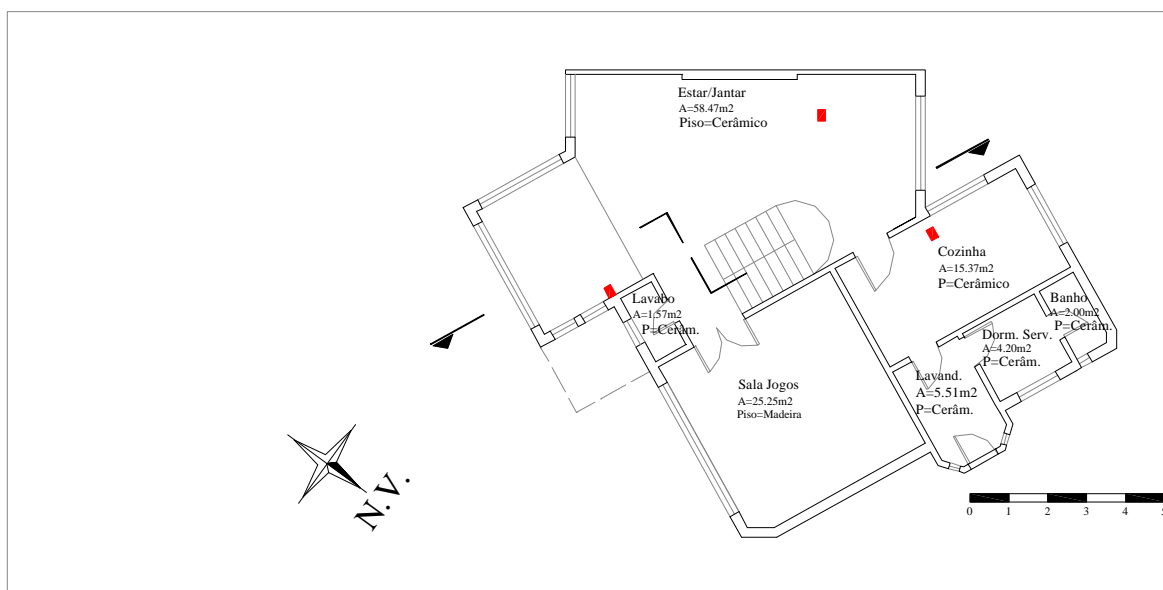 Estar/Jantar
A=58.47m2
Piso=Cerâmico
Cozinha
A=15.37m2
P=Cerâmico
Lavabo
A=1.57m2
P=Cerâm.
Banho
A=2.00m2
P=Cerâm.
Dorm. Serv.
A=4.20m2
P=Cerâm.
Sala Jogos
A=25.25m2
Piso=Madeira
Lavand.
A=5.51m2
P=Cerâm.
N.V.
0 1 2 3 4 5